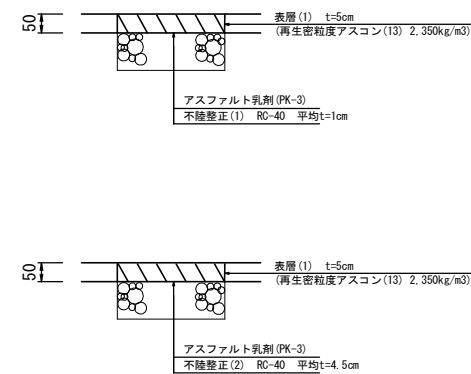 50
表層(1) t=5cm
(再生密粒度アスコン(13) 2,350kg/m3)
アスファルト乳剤(PK-3)
不陸整正(1) RC-40 平均t=1cm
50
表層(1) t=5cm
(再生密粒度アスコン(13) 2,350kg/m3)
アスファルト乳剤(PK-3)
不陸整正(2) RC-40 平均t=4.5cm